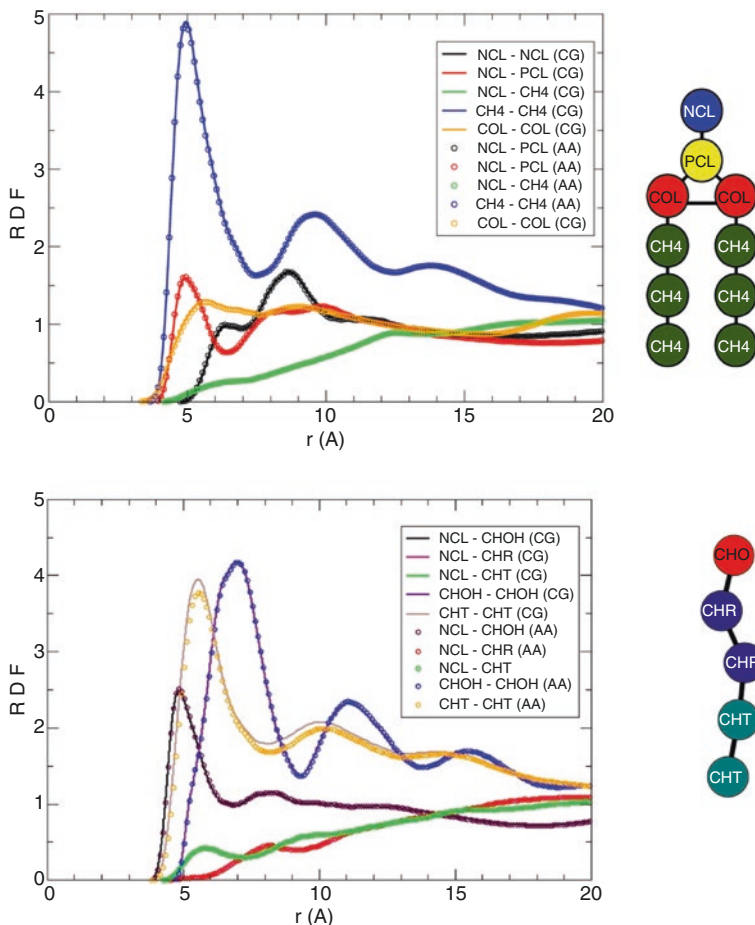 5
4
3
2
1
0
R D F
0
5
10
15
20
r (A)
NCL - NCL (CG)
NCL - PCL (CG)
NCL - CH4 (CG)
CH4 - CH4 (CG)
COL - COL (CG)
NCL - PCL (AA)
NCL - PCL (AA)
NCL - CH4 (AA)
CH4 - CH4 (AA)
COL - COL (CG)
NCL
PCL
COL COL
CH4 CH4
CH4 CH4
CH4 CH4
5
4
3
2
1
0
R D F
0
5
10
15
20
r (A)
NCL - CHOH (CG)
NCL - CHR (CG)
NCL - CHT (CG)
CHOH - CHOH (CG)
CHT - CHT (CG)
NCL - CHOH (AA)
NCL - CHR (AA)
NCL - CHT
CHOH - CHOH (AA)
CHT - CHT (AA)
CHO
CHR
CHR
CHT
CHT